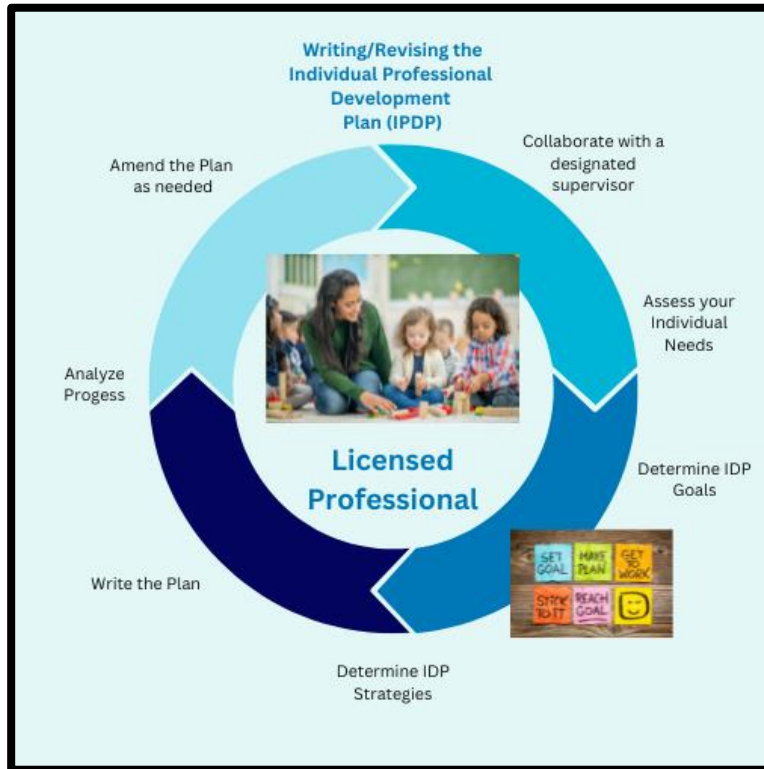 Writing/Revising the
Individual Professional
Development
Plan (IPDP)
Collaborate with a
designated
supervisor
Assess your
Individual
Needs
Determine IDP
Goals
Determine IDP
Strategies
Write the Plan
Analyze
Progess
Amend the Plan
as needed
Licensed
Professional
SET
GOAL
MAKE
PLAN
GET
TO
WORK
STICK
TO IT
REACH
GOAL